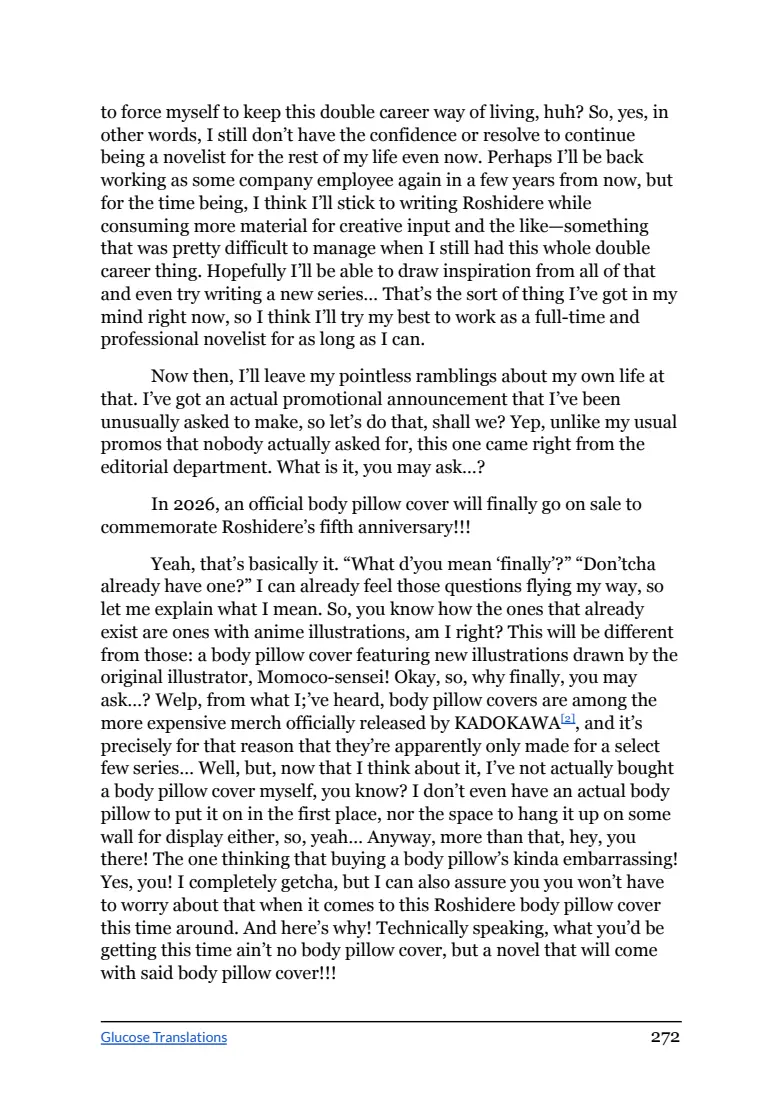 to force myself to keep this double career way of living, huh? So, yes, in
other words, I still don’t have the confidence or resolve to continue
being a novelist for the rest of my life even now. Perhaps I’ll be back
working as some company employee again in a few years from now, but
for the time being, I think I’ll stick to writing Roshidere while
consuming more material for creative input and the like—something
that was pretty difficult to manage when I still had this whole double
career thing. Hopefully I’ll be able to draw inspiration from all of that
and even try writing a new series… That’s the sort of thing I’ve got in my
mind right now, so I think I’ll try my best to work as a full-time and
professional novelist for as long as I can.
Now then, I’ll leave my pointless ramblings about my own life at
that. I’ve got an actual promotional announcement that I’ve been
unusually asked to make, so let’s do that, shall we? Yep, unlike my usual
promos that nobody actually asked for, this one came right from the
editorial department. What is it, you may ask…?
In 2026, an official body pillow cover will finally go on sale to
commemorate Roshidere’s fifth anniversary!!!
Yeah, that’s basically it. “What d’you mean ‘finally’?” “Don’tcha
already have one?” I can already feel those questions flying my way, so
let me explain what I mean. So, you know how the ones that already
exist are ones with anime illustrations, am I right? This will be different
from those: a body pillow cover featuring new illustrations drawn by the
original illustrator, Momoco-sensei! Okay, so, why finally, you may
ask…? Welp, from what I;’ve heard, body pillow covers are among the
more expensive merch officially released by KADOKAWA[2], and it’s
precisely for that reason that they’re apparently only made for a select
few series… Well, but, now that I think about it, I’ve not actually bought
a body pillow cover myself, you know? I don’t even have an actual body
pillow to put it on in the first place, nor the space to hang it up on some
wall for display either, so, yeah… Anyway, more than that, hey, you
there! The one thinking that buying a body pillow’s kinda embarrassing!
Yes, you! I completely getcha, but I can also assure you you won’t have
to worry about that when it comes to this Roshidere body pillow cover
this time around. And here’s why! Technically speaking, what you’d be
getting this time ain’t no body pillow cover, but a novel that will come
with said body pillow cover!!!
Glucose Translations 272